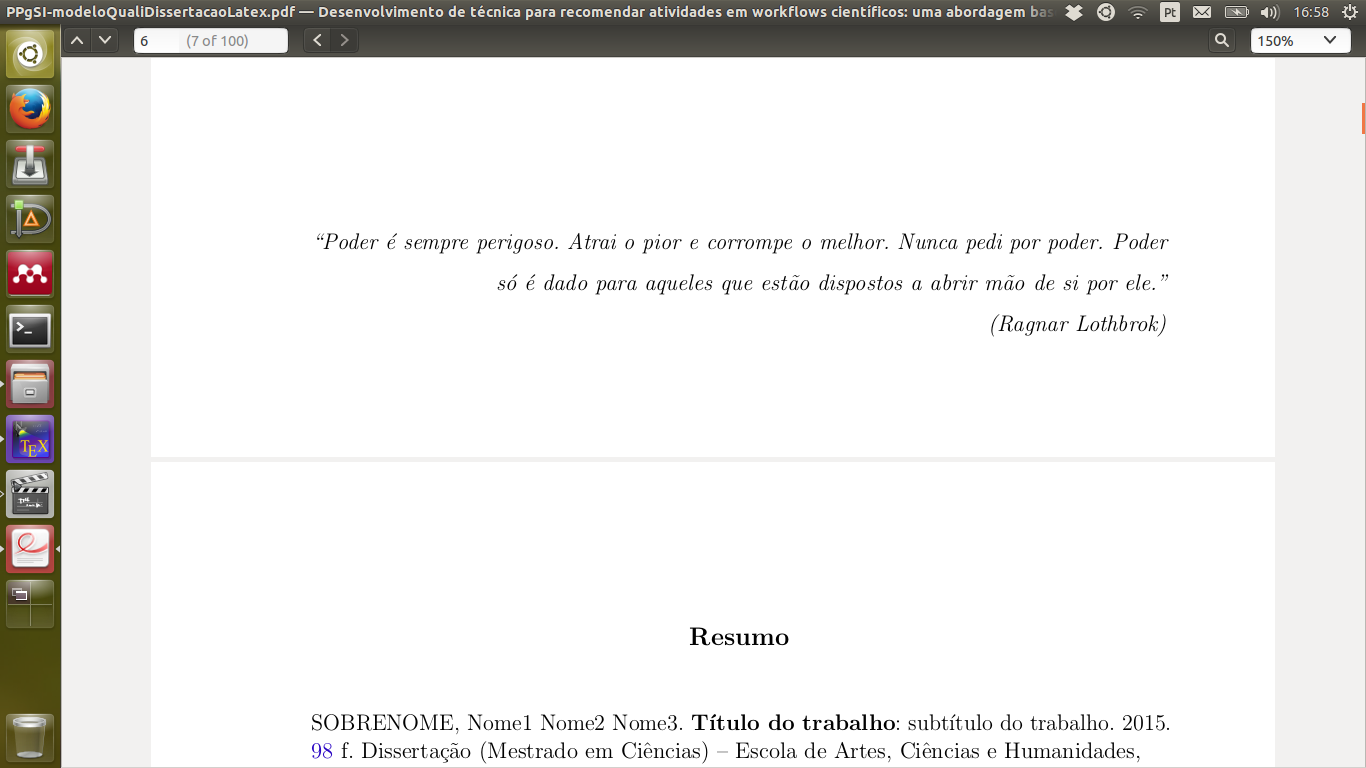 PPgSI-modeloQualiDissertacaoLatex.pdf — Desenvolvimento de técnica para recomendar atividades em workflows científicos: uma abordagem bas
Pt
16:58
6 (7 of 100)
150%
“Poder é sempre perigoso. Atrai o pior e corrompe o melhor. Nunca pedi por poder. Poder
só é dado para aqueles que estão dispostos a abrir mão de si por ele.”
(Ragnar Lothbrok)
TEX
Resumo
SOBRENOME, Nome1 Nome2 Nome3. Título do trabalho: subtítulo do trabalho. 2015.
98 f. Dissertação (Mestrado em Ciências) – Escola de Artes, Ciências e Humanidades,